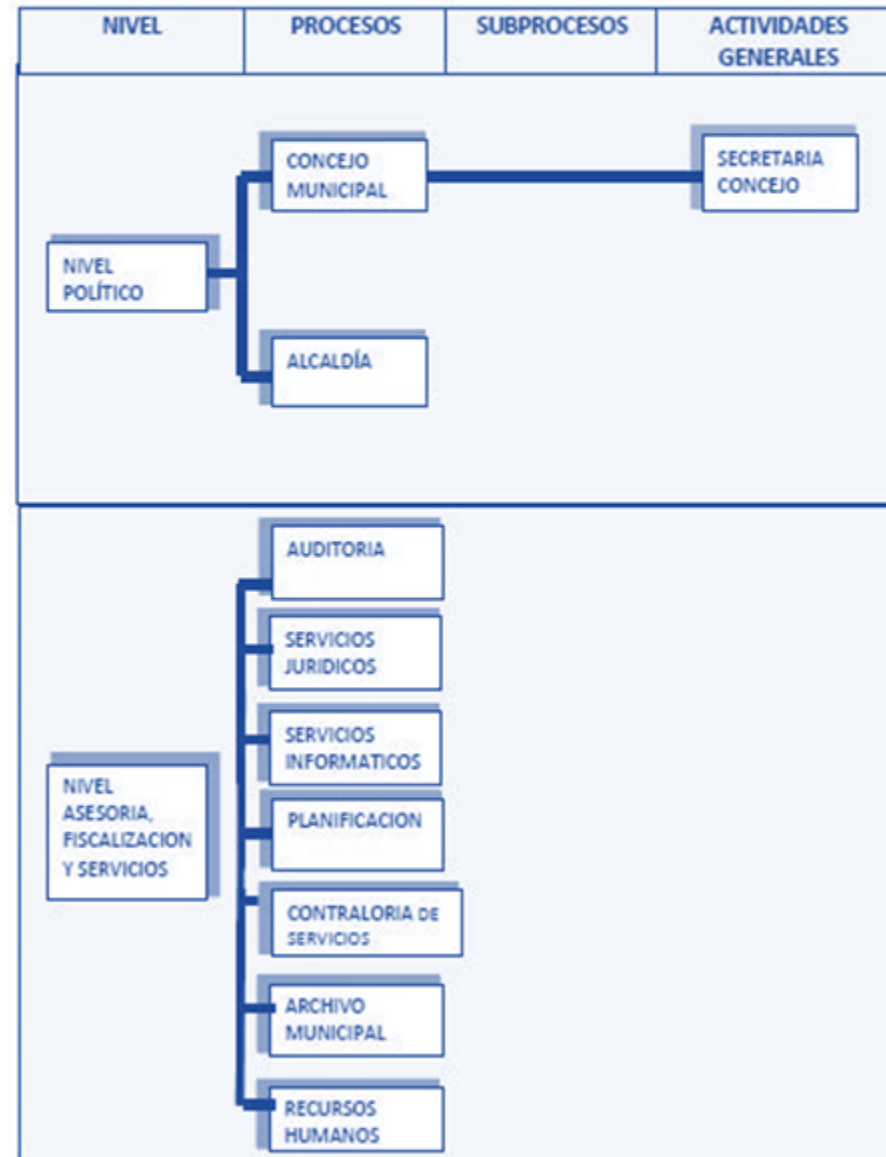 NIVEL
PROCESOS
SUBPROCESOS
ACTIVIDADES
GENERALES
CONCEJO
MUNICIPAL
SECRETARIA
CONCEJO
NIVEL
POLÍTICO
ALCALDÍA
AUDITORIA
SERVICIOS
JURIDICOS
SERVICIOS
INFORMATICOS
NIVEL
ASESORIA,
FISCALIZACION
Y SERVICIOS
PLANIFICACION
CONTRALORIA DE
SERVICIOS
ARCHIVO
MUNICIPAL
RECURSOS
HUMANOS